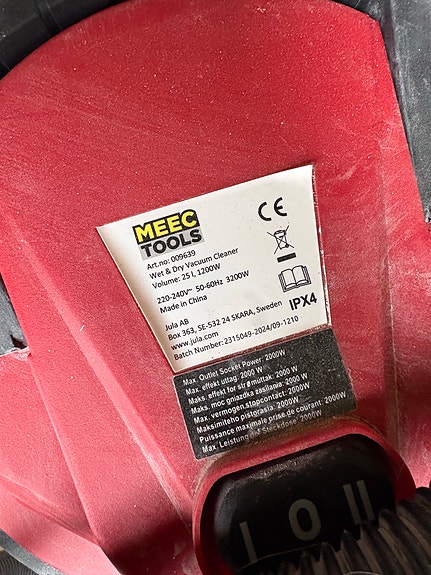 MEEC
TOOLS
CE
Art.no: 009639
Wet & Dry Vacuum Cleaner
Volume: 25 l, 1200W
220-240V~ 50-60Hz 3200W
Made in China
Jula AB
Box 363, SE-532 24 SKARA, Sweden
www.jula.com
IPX4
Batch Number: 2315049-2024/09-1210
Max. Outlet Socket Power: 2000W
Max. effekt uttag: 2000 W
Maks. effekt for strømuttak: 2000 W
Maks. moc gniazdka zasilania: 2000 W
Max. vermogen stopcontact: 2000W
Maksimiteho pistorasia: 2000W
Puissance maximale prise de courant: 2000W
Max. Leistung der Steckdose: 2000W
I O II